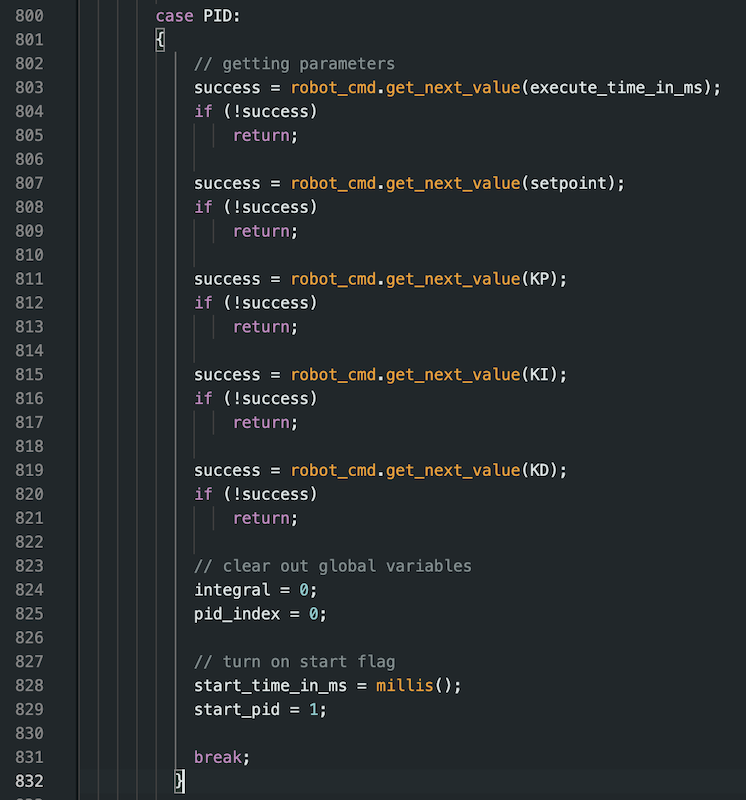 800 case PID:
801 {
802 // getting parameters
803 success = robot_cmd.get_next_value(execute_time_in_ms);
804 if (!success)
805 return;
806
807 success = robot_cmd.get_next_value(setpoint);
808 if (!success)
809 return;
810
811 success = robot_cmd.get_next_value(KP);
812 if (!success)
813 return;
814
815 success = robot_cmd.get_next_value(KI);
816 if (!success)
817 return;
818
819 success = robot_cmd.get_next_value(KD);
820 if (!success)
821 return;
822
823 // clear out global variables
824 integral = 0;
825 pid_index = 0;
826
827 // turn on start flag
828 start_time_in_ms = millis();
829 start_pid = 1;
830
831 break;
832 }